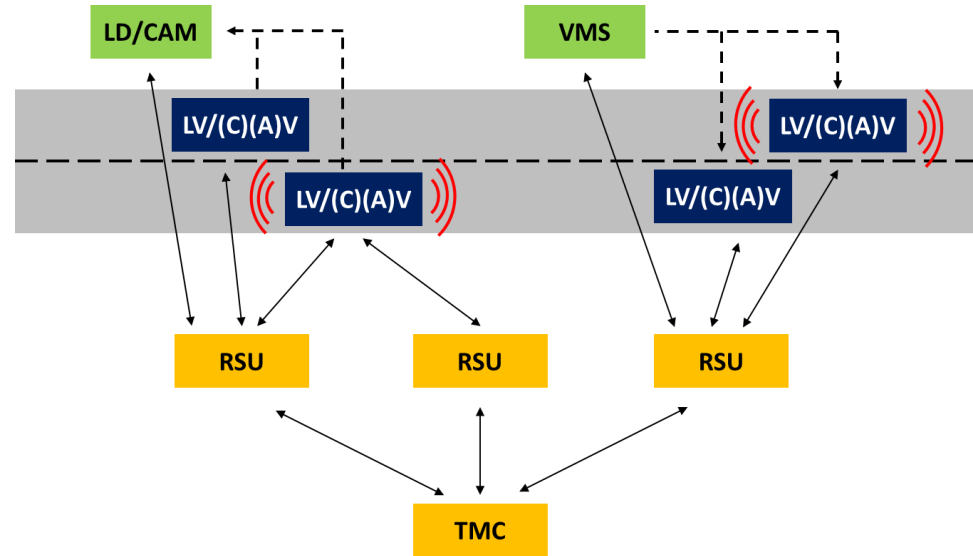 LD/CAM
VMS
LV/(C)(A)V
LV/(C)(A)V
LV/(C)(A)V
LV/(C)(A)V
RSU
RSU
RSU
TMC